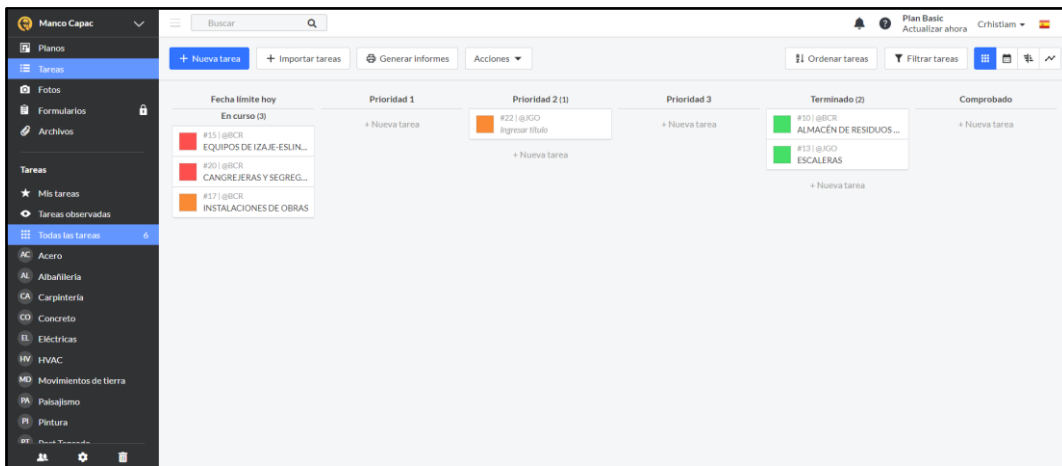 Manco Capac
Planos
Tareas
Fotos
Formularios
Archivos
Tareas
Mis tareas
Tareas observadas
Todas las tareas 6
AC Acero
AL Albañilería
CA Carpintería
CO Concreto
EL Eléctricas
HV HVAC
MD Movimientos de tierra
PA Paisajismo
PI Pintura
Buscar
Plan Basic
Actualizar ahora
Crhistiam
+ Nueva tarea
+ Importar tareas
Generar informes
Acciones
Ordenar tareas
Filtrar tareas
Fecha límite hoy
En curso (3)
#15 | @BCR
EQUIPOS DE IZAJE-ESLIN...
#20 | @BCR
CANGREJERAS Y SEGREG...
#17 | @BCR
INSTALACIONES DE OBRAS
Prioridad 1
+ Nueva tarea
Prioridad 2 (1)
#22 | @JGO
Ingresar título
+ Nueva tarea
Prioridad 3
+ Nueva tarea
Terminado (2)
#10 | @BCR
ALMACÉN DE RESIDUOS ...
#13 | @JGO
ESCALERAS
+ Nueva tarea
Comprobado
+ Nueva tarea